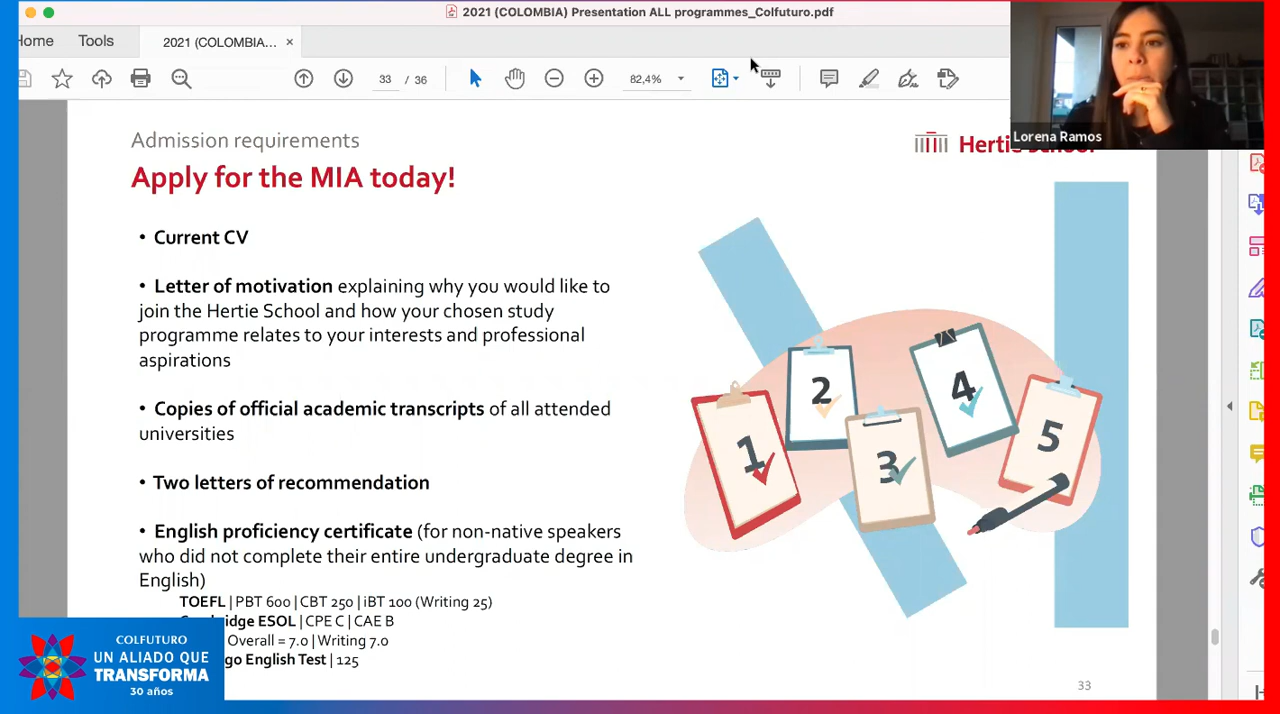 2021 (COLOMBIA) Presentation ALL programmes_Colfuturo.pdf
Home Tools 2021 (COLOMBIA... ×
33 / 36 82,4%
Lorena Ramos
Admission requirements
Hertie School
Apply for the MIA today!
• Current CV
• Letter of motivation explaining why you would like to
join the Hertie School and how your chosen study
programme relates to your interests and professional
aspirations
• Copies of official academic transcripts of all attended
universities
• Two letters of recommendation
• English proficiency certificate (for non-native speakers
who did not complete their entire undergraduate degree in
English)
TOEFL | PBT 600 | CBT 250 | iBT 100 (Writing 25)
ESOL | CPE C | CAE B
Overall = 7.0 | Writing 7.0
English Test | 125
1
2
3
4
5
COLFUTURO
UN ALIADO QUE
TRANSFORMA
30 años
33